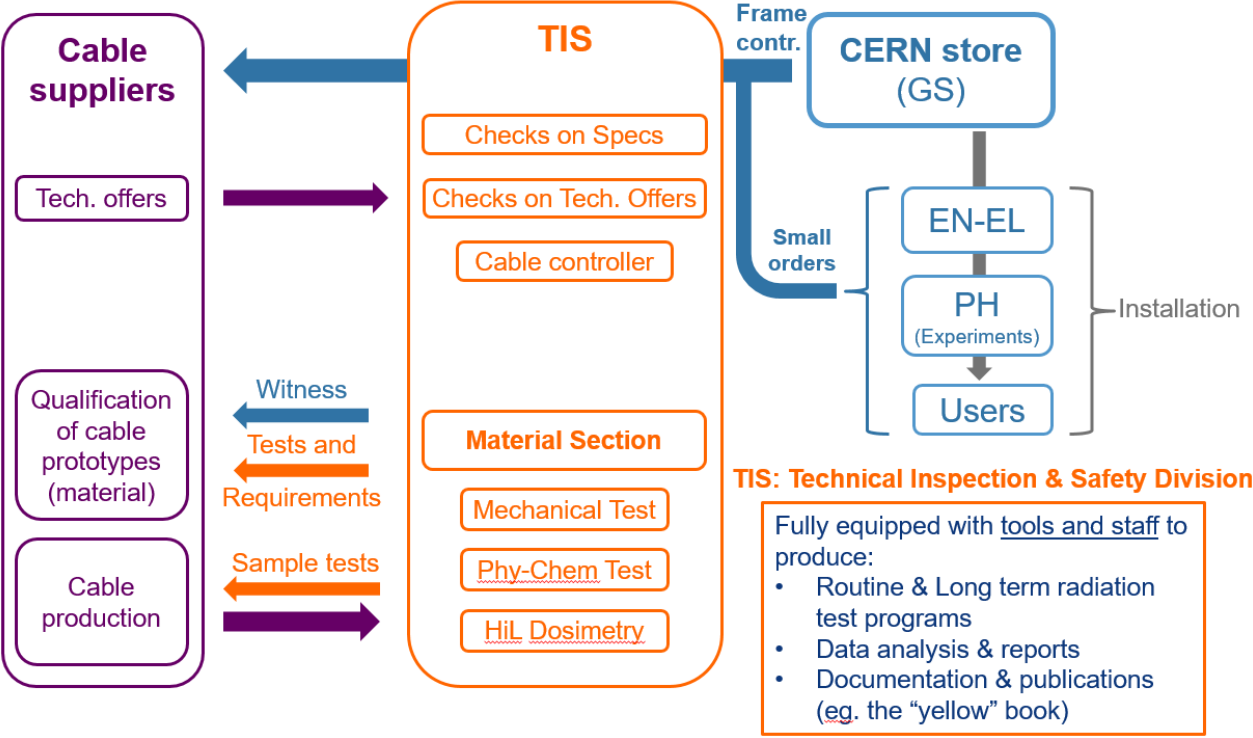 Cable
suppliers
Tech. offers
Qualification
of cable
prototypes
(material)
Cable
production
Witness
Tests and
Requirements
Sample tests
TIS
Checks on Specs
Checks on Tech. Offers
Cable controller
Material Section
Mechanical Test
Phy-Chem Test
HiL Dosimetry
Frame
contr.
CERN store
(GS)
Small
orders
EN-EL
PH
(Experiments)
Users
Installation
TIS: Technical Inspection & Safety Division
Fully equipped with tools and staff to
produce:
• Routine & Long term radiation
test programs
• Data analysis & reports
• Documentation & publications
(eg. the “yellow” book)